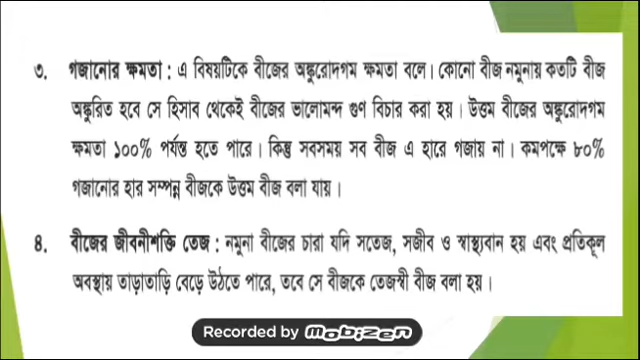 ৩. গজানোর ক্ষমতা : এ বিষয়টিকে বীজের অঙ্কুরোদগম ক্ষমতা বলে। কোনো বীজ নমুনায় কতটি বীজ
অঙ্কুরিত হবে সে হিসাব থেকেই বীজের ভালোমন্দ গুণ বিচার করা হয়। উত্তম বীজের অঙ্কুরোদগম
ক্ষমতা ১০০% পর্যন্ত হতে পারে। কিন্তু সবসময় সব বীজ এ হারে গজায় না। কমপক্ষে ৮০%
গজানোর হার সম্পন্ন বীজকে উত্তম বীজ বলা যায়।
৪. বীজের জীবনীশক্তি তেজ : নমুনা বীজের চারা যদি সতেজ, সজীব ও স্বাস্থ্যবান হয় এবং প্রতিকূল
অবস্থায় তাড়াতাড়ি বেড়ে উঠতে পারে, তবে সে বীজকে তেজস্বী বীজ বলা হয়।
Recorded by mobizen